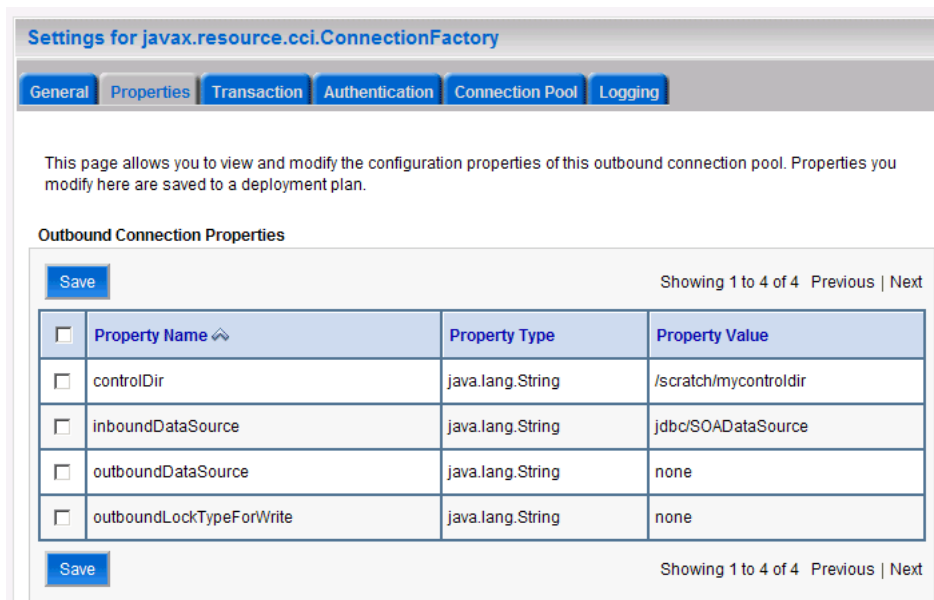 Settings for javax.resource.cci.ConnectionFactory
General Properties Transaction Authentication Connection Pool Logging
This page allows you to view and modify the configuration properties of this outbound connection pool. Properties you
modify here are saved to a deployment plan.
Outbound Connection Properties
Save Showing 1 to 4 of 4 Previous | Next
Property Name Property Type Property Value
controlDir java.lang.String /scratch/mycontroldir
inboundDataSource java.lang.String jdbc/SOADataSource
outboundDataSource java.lang.String none
outboundLockTypeForWrite java.lang.String none
Save Showing 1 to 4 of 4 Previous | Next